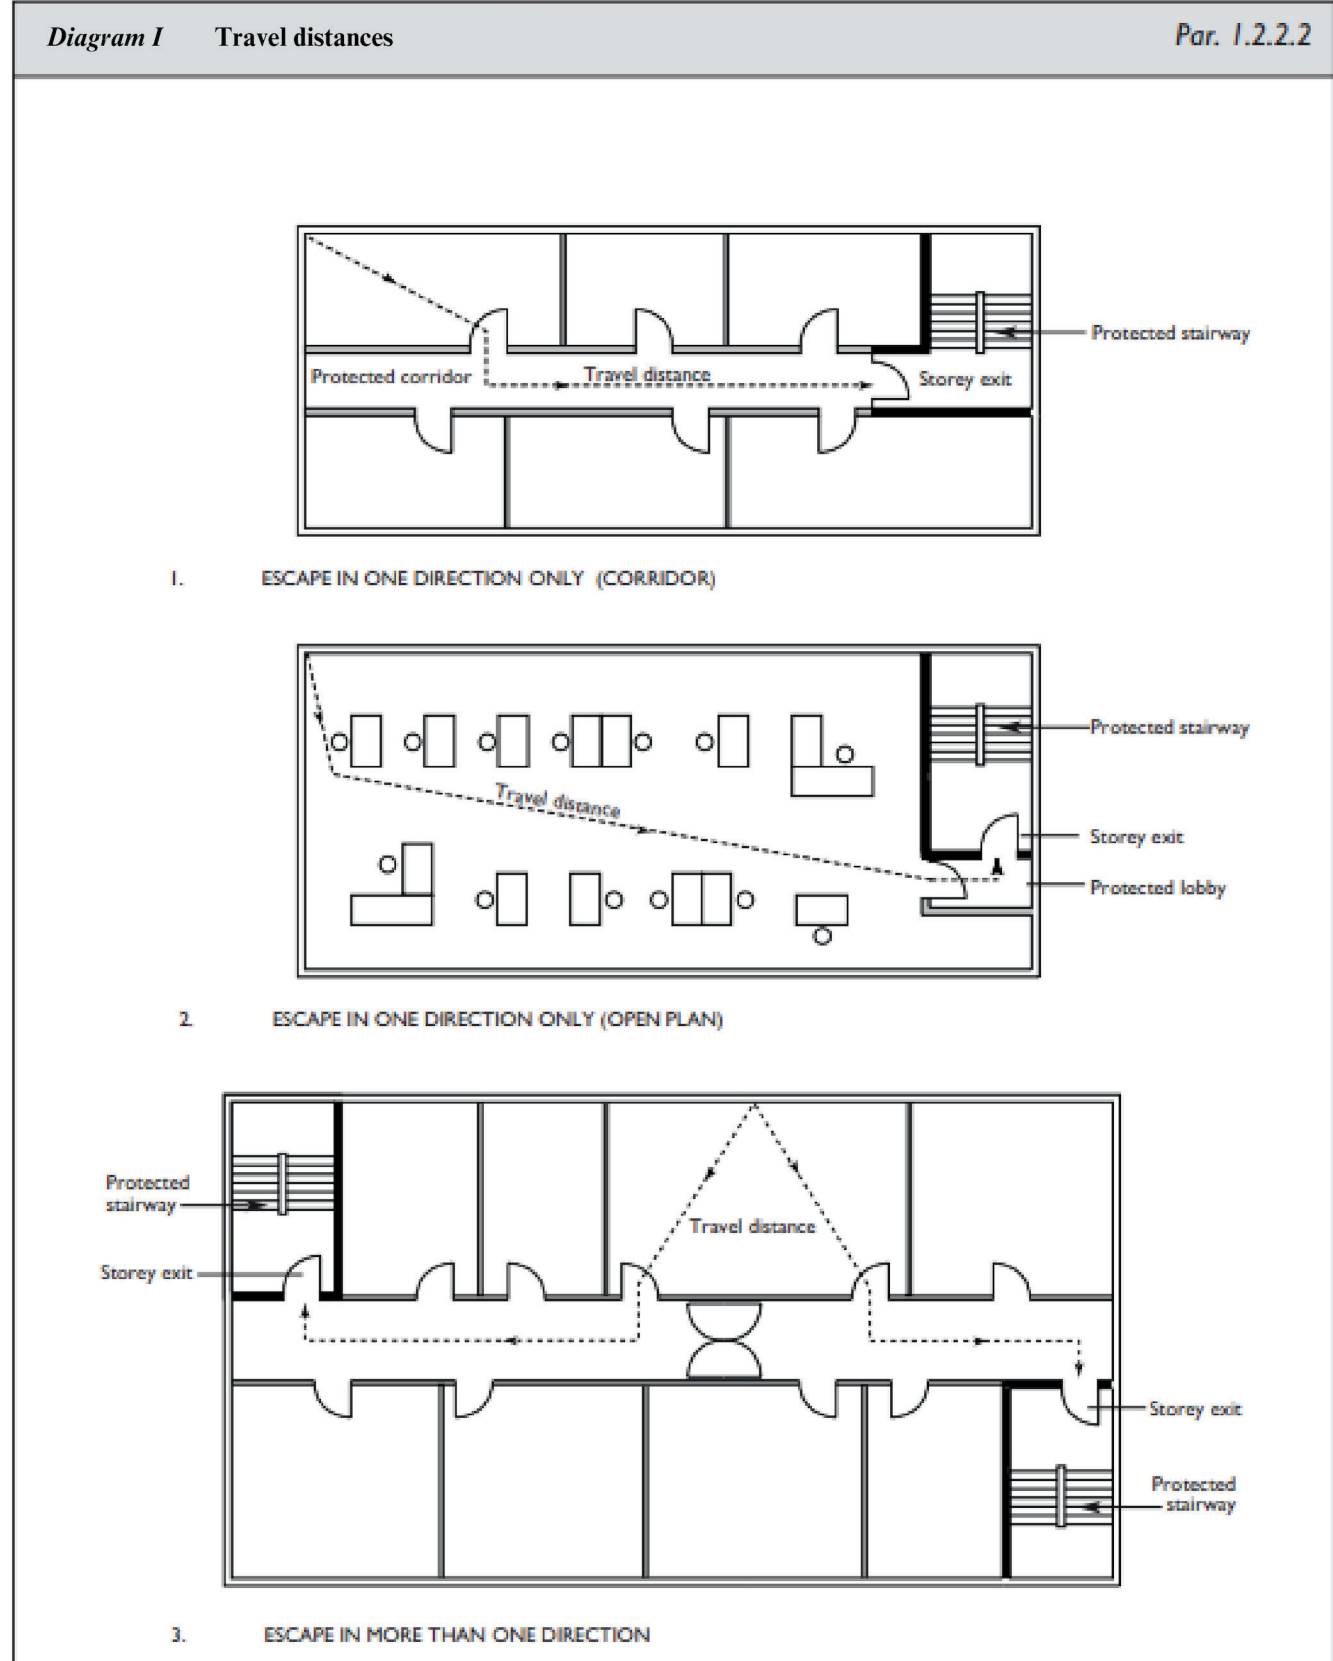 Diagram I Travel distances Par. 1.2.2.2
Protected stairway
Protected corridor
Travel distance
Storey exit
1. ESCAPE IN ONE DIRECTION ONLY (CORRIDOR)
Protected stairway
Travel distance
Storey exit
Protected lobby
2. ESCAPE IN ONE DIRECTION ONLY (OPEN PLAN)
Protected
stairway
Travel distance
Storey exit
Storey exit
Protected
stairway
3. ESCAPE IN MORE THAN ONE DIRECTION